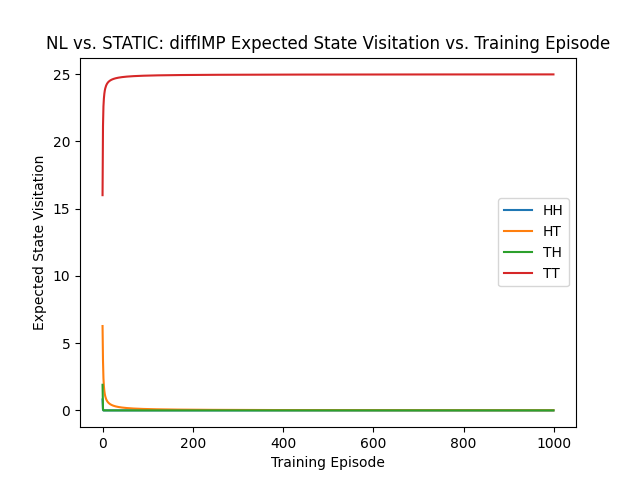 NL vs. STATIC: diffIMP Expected State Visitation vs. Training Episode
25
20
15
10
5
0
Expected State Visitation
HH
HT
TH
TT
0 200 400 600 800 1000
Training Episode